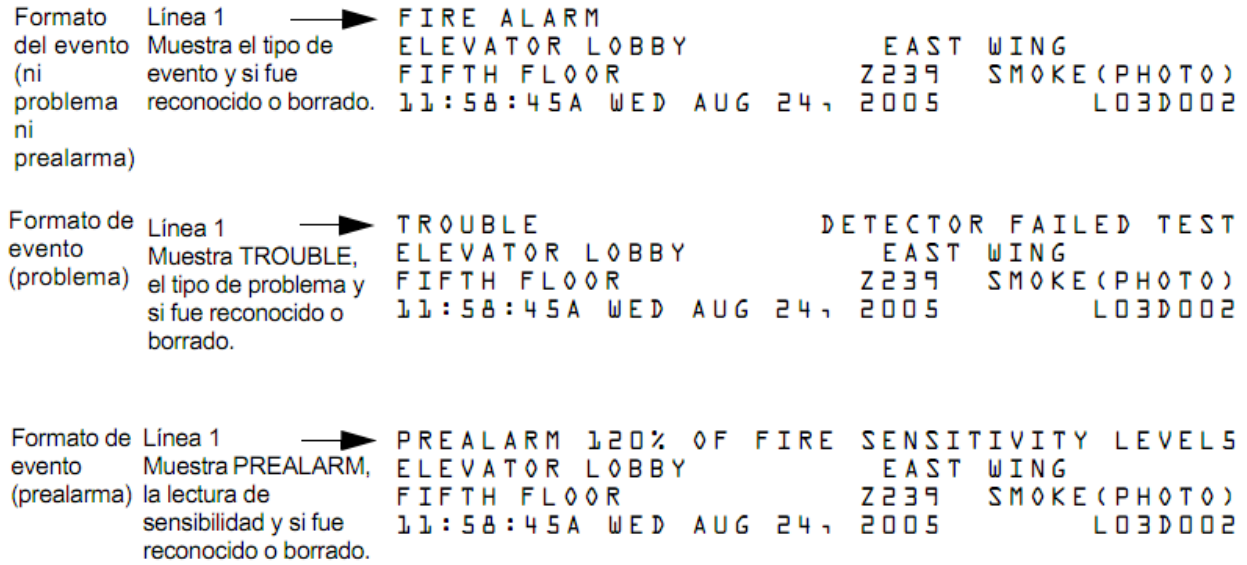 Formato del evento (ni problema ni prealarma)
Línea 1
Muestra el tipo de evento y si fue reconocido o borrado.
FIRE ALARM
ELEVATOR LOBBY EAST WING
FIFTH FLOOR Z239 SMOKE(PHOTO)
11:58:45A WED AUG 24, 2005 L03D002
Formato de evento (problema)
Línea 1
Muestra TROUBLE, el tipo de problema y si fue reconocido o borrado.
TROUBLE DETECTOR FAILED TEST
ELEVATOR LOBBY EAST WING
FIFTH FLOOR Z239 SMOKE(PHOTO)
11:58:45A WED AUG 24, 2005 L03D002
Formato de evento (prealarma)
Línea 1
Muestra PREALARM, la lectura de sensibilidad y si fue reconocido o borrado.
PREALARM 120% OF FIRE SENSITIVITY LEVEL5
ELEVATOR LOBBY EAST WING
FIFTH FLOOR Z239 SMOKE(PHOTO)
11:58:45A WED AUG 24, 2005 L03D002